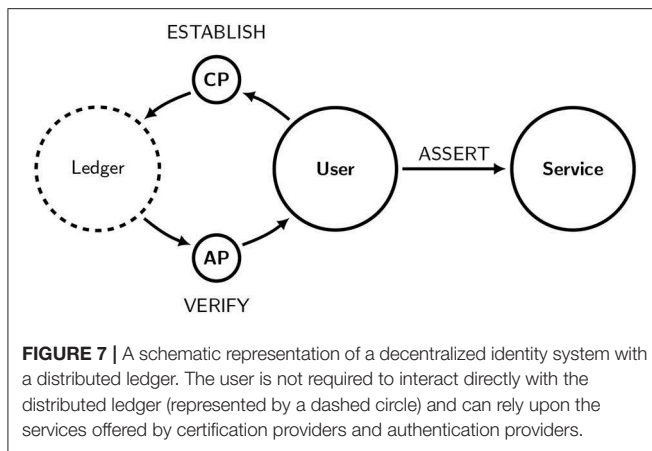 ESTABLISH
CP
Ledger
User
ASSERT
Service
AP
VERIFY
FIGURE 7 | A schematic representation of a decentralized identity system with
a distributed ledger. The user is not required to interact directly with the
distributed ledger (represented by a dashed circle) and can rely upon the
services offered by certification providers and authentication providers.